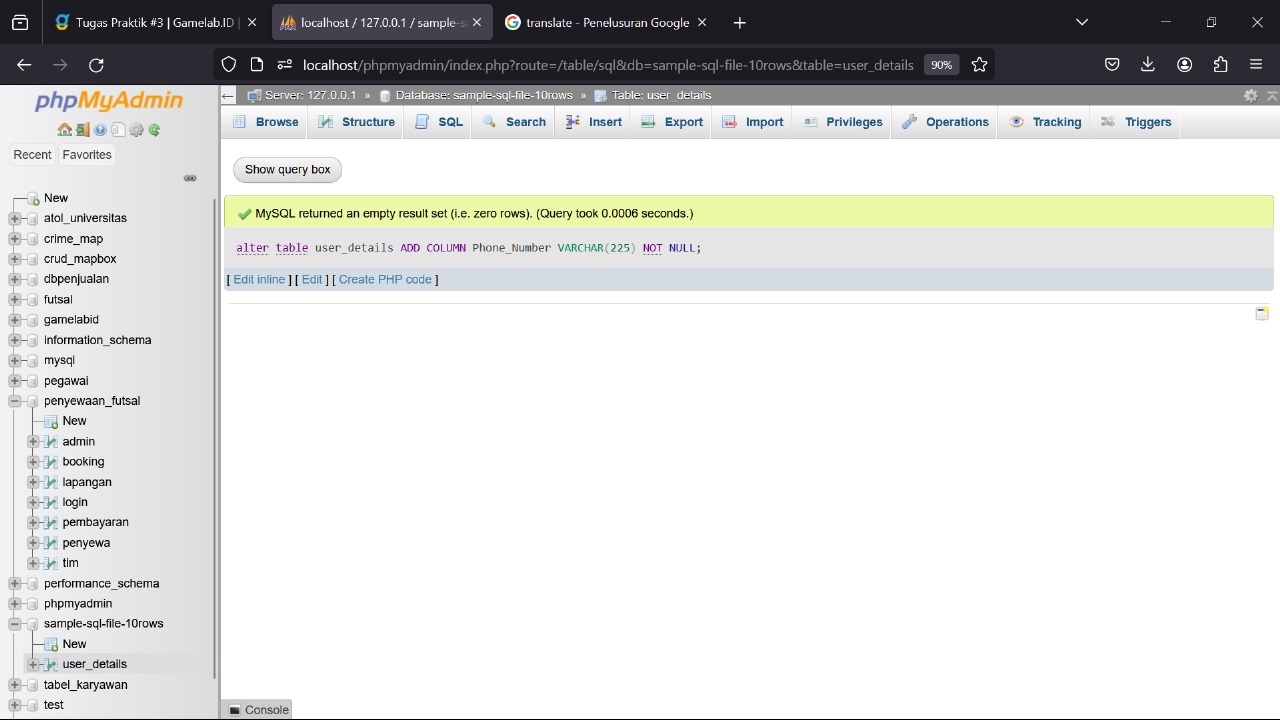 Tugas Praktik #3 | Gamelab.ID |
localhost / 127.0.0.1 / sample-s
translate - Penelusuran Google
localhost/phpmyadmin/index.php?route=/table/sql&db=sample-sql-file-10rows&table=user_details
90%
phpMyAdmin
Recent
Favorites
New
atol_universitas
crime_map
crud_mapbox
dbpenjualan
futsal
gamelabid
information_schema
mysql
pegawai
penyewaan_futsal
New
admin
booking
lapangan
login
pembayaran
penyewa
tim
performance_schema
phpmyadmin
sample-sql-file-10rows
New
user_details
tabel_karyawan
test
Server: 127.0.0.1 » Database: sample-sql-file-10rows » Table: user_details
Browse Structure SQL Search Insert Export Import Privileges Operations Tracking Triggers
Show query box
MySQL returned an empty result set (i.e. zero rows). (Query took 0.0006 seconds.)
alter table user_details ADD COLUMN Phone_Number VARCHAR(225) NOT NULL;
[ Edit inline ] [ Edit ] [ Create PHP code ]
Console